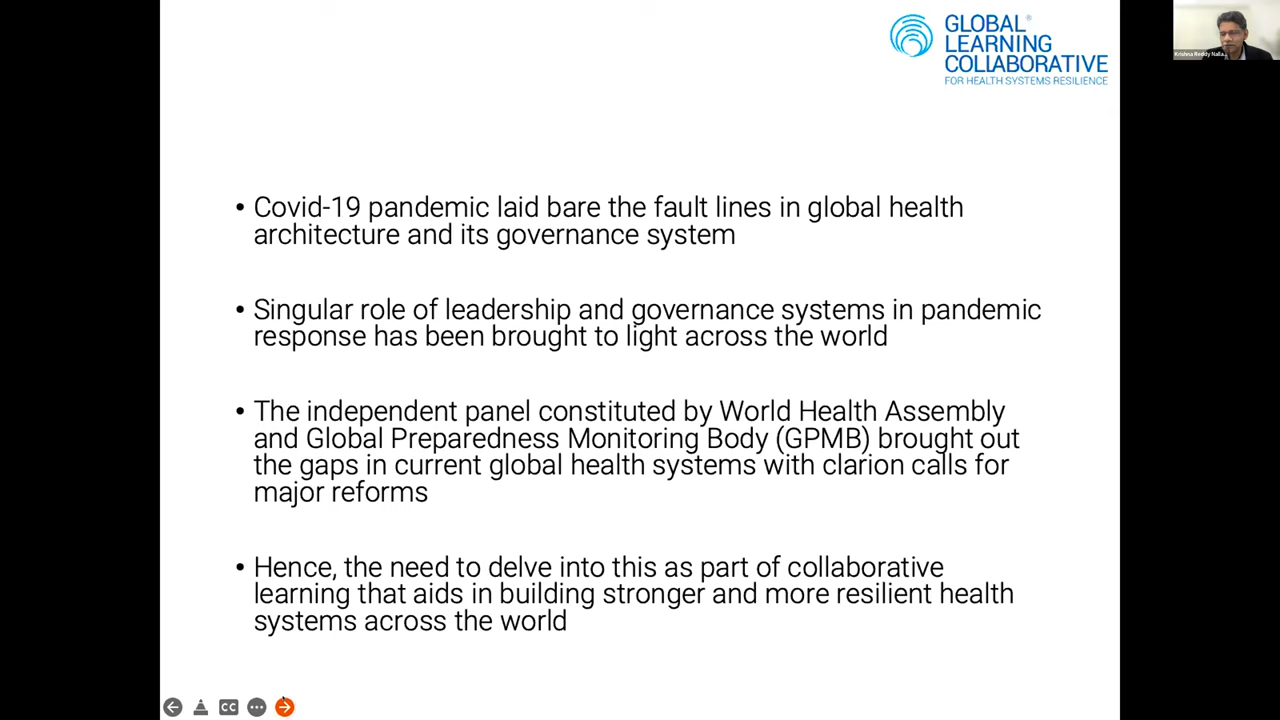 GLOBAL®
LEARNING
COLLABORATIVE
FOR HEALTH SYSTEMS RESILIENCE
Krishna Reddy Nalla...
• Covid-19 pandemic laid bare the fault lines in global health
architecture and its governance system
• Singular role of leadership and governance systems in pandemic
response has been brought to light across the world
• The independent panel constituted by World Health Assembly
and Global Preparedness Monitoring Body (GPMB) brought out
the gaps in current global health systems with clarion calls for
major reforms
• Hence, the need to delve into this as part of collaborative
learning that aids in building stronger and more resilient health
systems across the world
CC